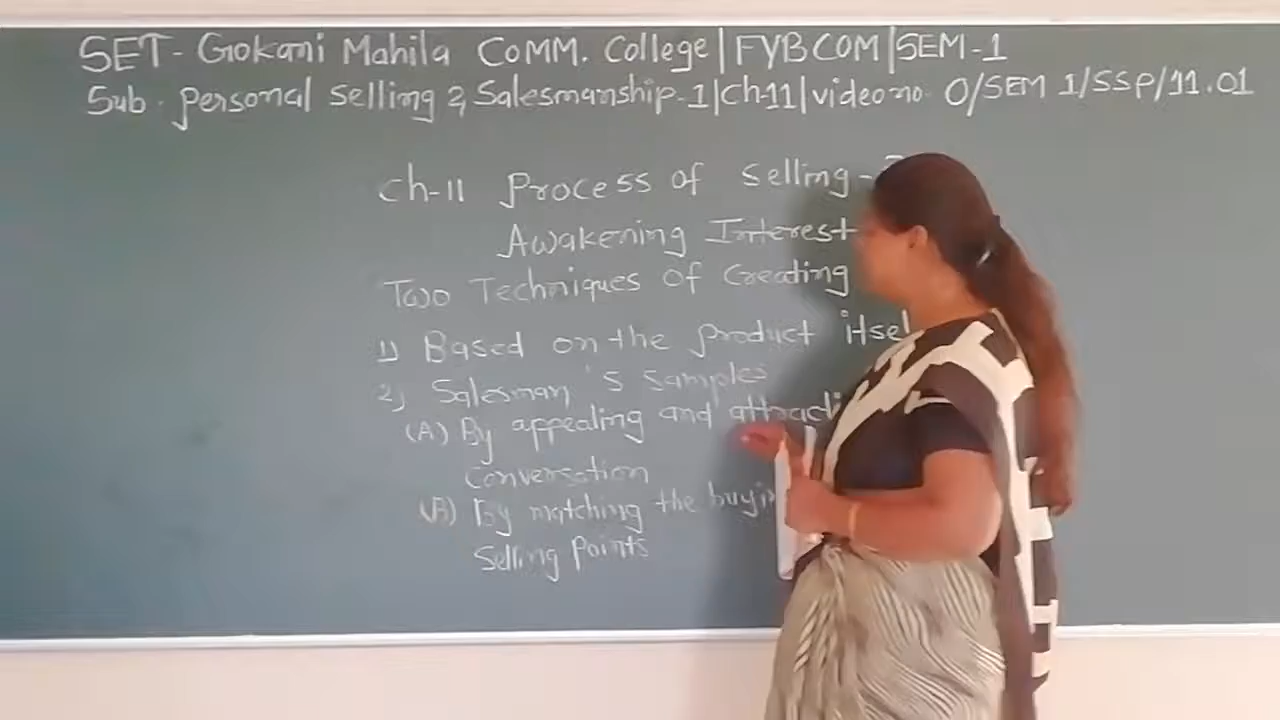 SET - Gokani Mahila COMM. College | FYBCOM | SEM-1
Sub. personal selling & Salesmanship-1 | Ch-11 | video no. 0/SEM 1/SSP/11.01
Ch-11 Process of selling -
Awakening Interest
Two Techniques of Creating
1) Based on the product itsel
2) Salesman's samples
(A) By appealing and attracti
Conversation
(B) By matching the buyin
Selling Points